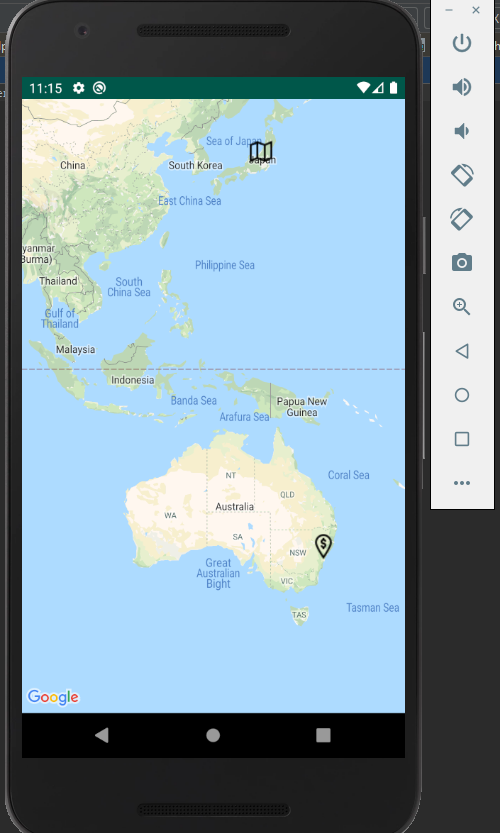 11:15
Sea of Japan
Japan
China
South Korea
East China Sea
yanmar
Burma)
Philippine Sea
Thailand
South
China Sea
Gulf of
Thailand
Malaysia
Indonesia
Banda Sea
Papua New
Guinea
Arafura Sea
NT
Coral Sea
QLD
WA
Australia
SA
NSW
$
Great
Australian
Bight
VIC
TAS
Tasman Sea
Google